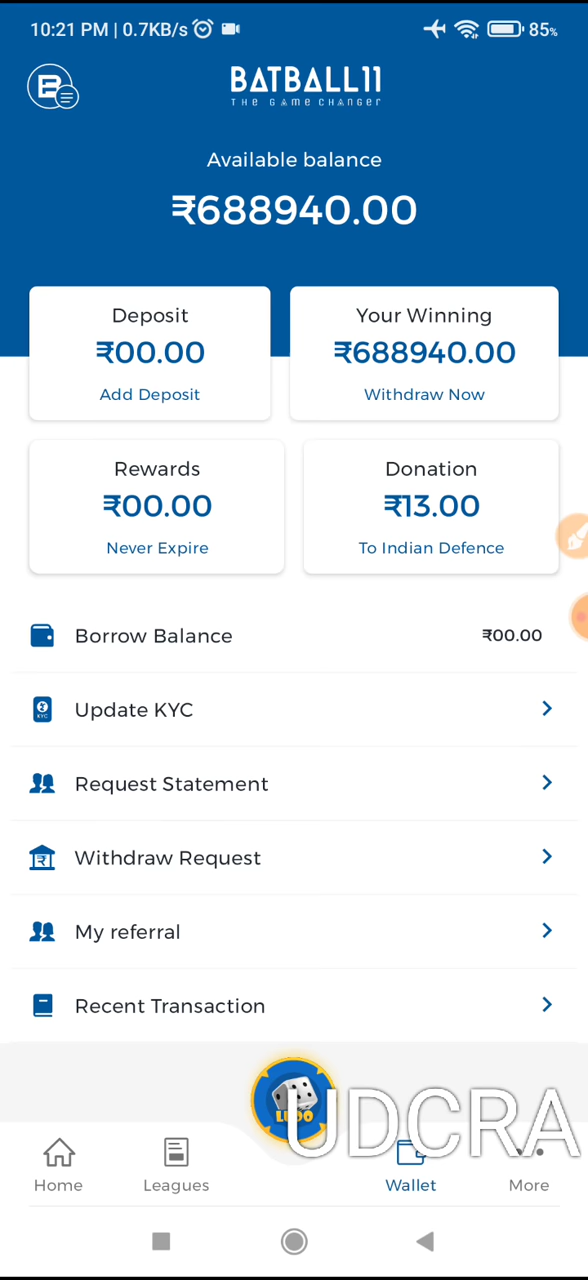 10:21 PM | 0.7KB/s
85%
BATBALL11
THE GAME CHANGER
Available balance
₹688940.00
Deposit
₹00.00
Add Deposit
Your Winning
₹688940.00
Withdraw Now
Rewards
₹00.00
Never Expire
Donation
₹13.00
To Indian Defence
Borrow Balance ₹00.00
Update KYC
Request Statement
Withdraw Request
My referral
Recent Transaction
LUDO
UDCRA
Home Leagues Wallet More